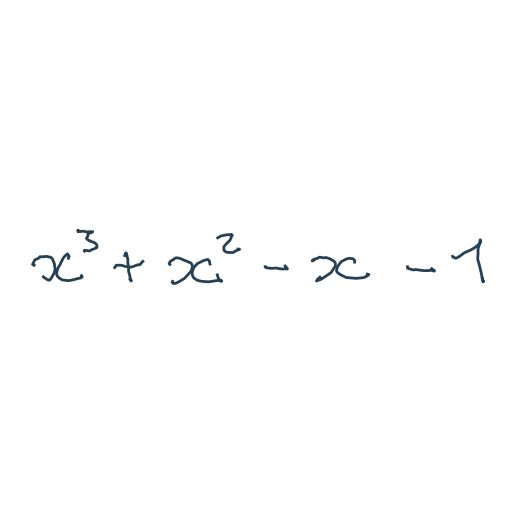 x³ + x² - x - 1